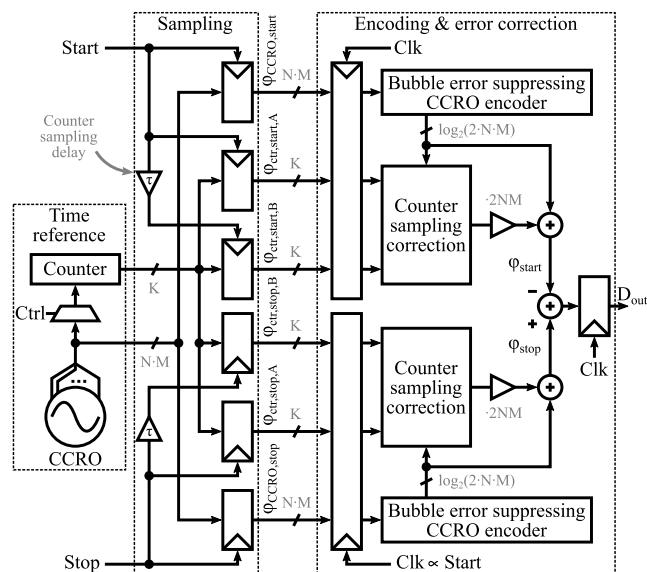 Sampling
Encoding & error correction
Start
φCCRO,start
N·M
Clk
Bubble error suppressing
CCRO encoder
log₂(2·N·M)
Counter
sampling
delay
τ
φctr,start,A
K
Counter
sampling
correction
·2NM
+
φstart
Time
reference
Counter
K
φctr,start,B
K
Ctrl
N·M
φctr,stop,B
K
−
+
+
Dout
Clk
φstop
Counter
sampling
correction
·2NM
+
...
CCRO
τ
φctr,stop,A
K
log₂(2·N·M)
φCCRO,stop
N·M
Bubble error suppressing
CCRO encoder
Stop
Clk ∝ Start